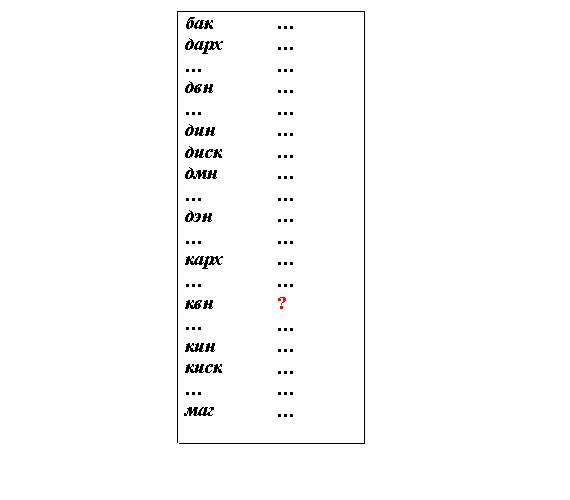 бак ...
дарх ...
... ...
двн ...
... ...
дин ...
диск ...
дмн ...
... ...
дэн ...
... ...
карх ...
... ...
квн ?
... ...
кин ...
киск ...
... ...
маг ...